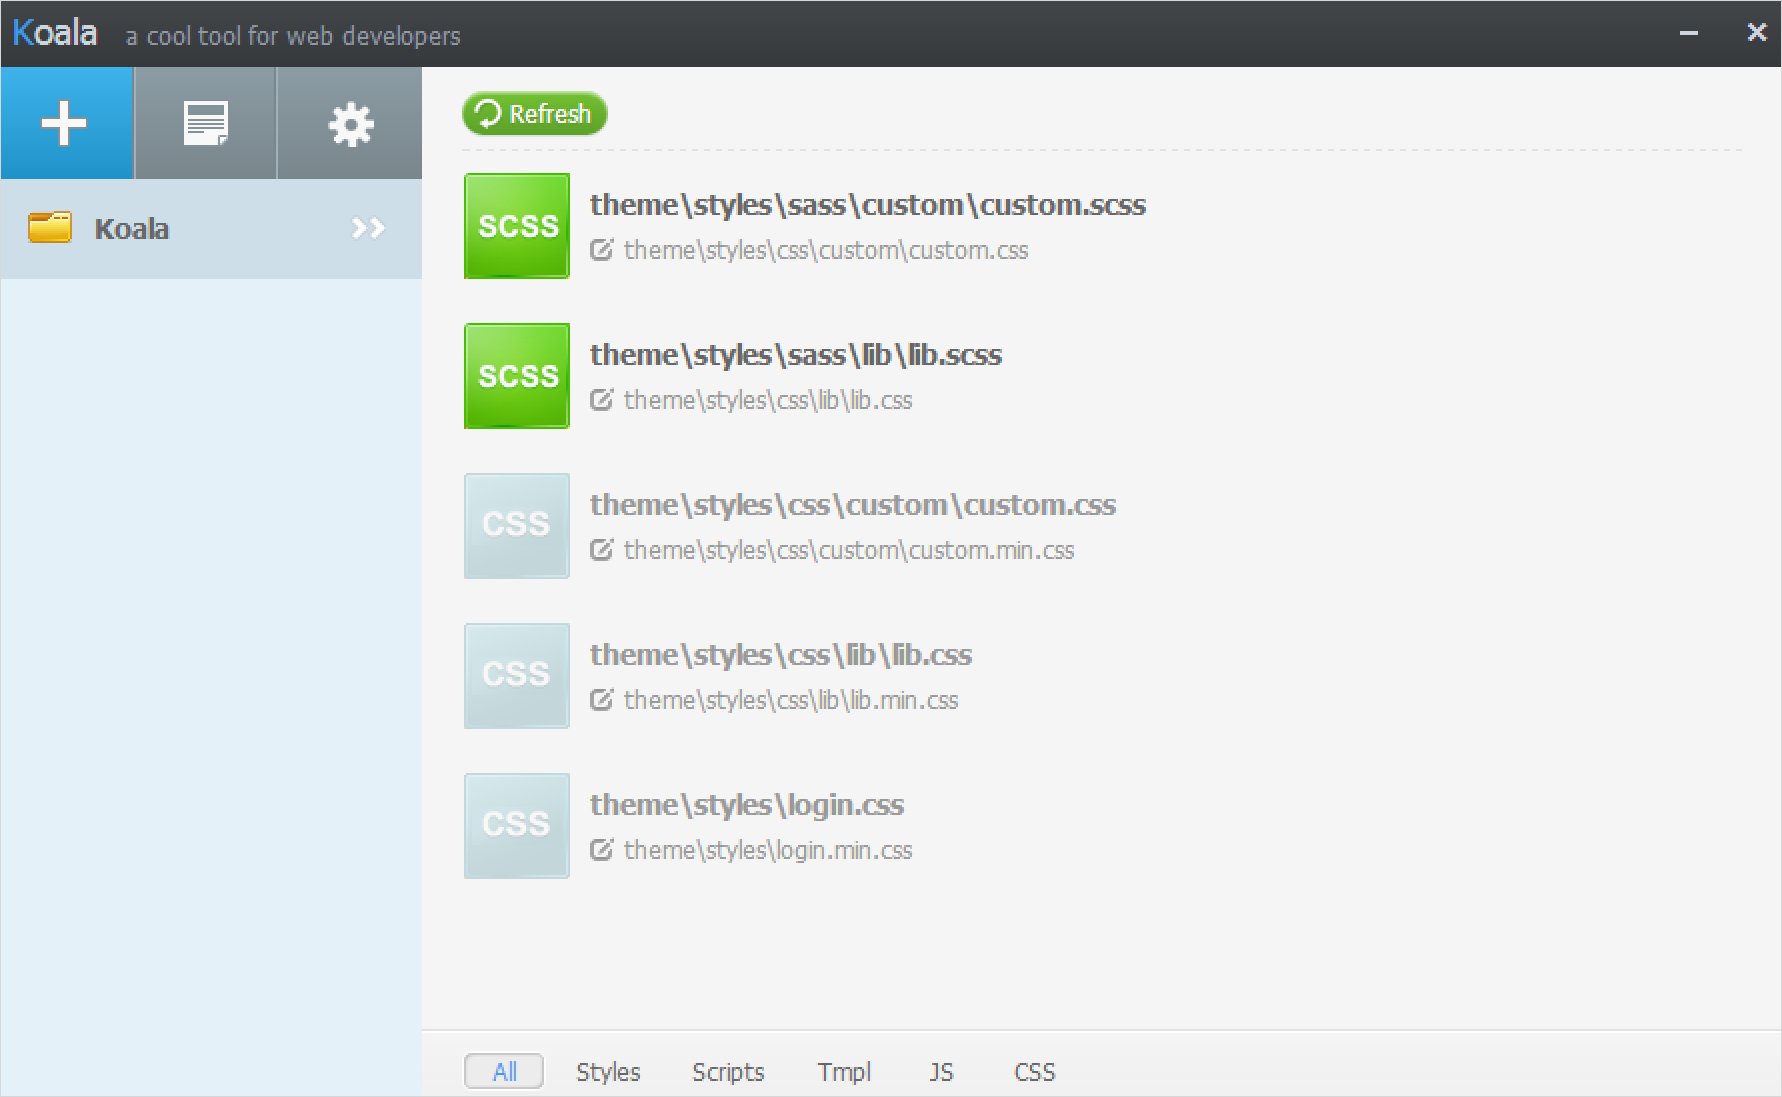 Koala a cool tool for web developers
Refresh
Koala
SCSS
theme\styles\sass\custom\custom.scss
theme\styles\css\custom\custom.css
SCSS
theme\styles\sass\lib\lib.scss
theme\styles\css\lib\lib.css
CSS
theme\styles\css\custom\custom.css
theme\styles\css\custom\custom.min.css
CSS
theme\styles\css\lib\lib.css
theme\styles\css\lib\lib.min.css
CSS
theme\styles\login.css
theme\styles\login.min.css
All Styles Scripts Tmpl JS CSS